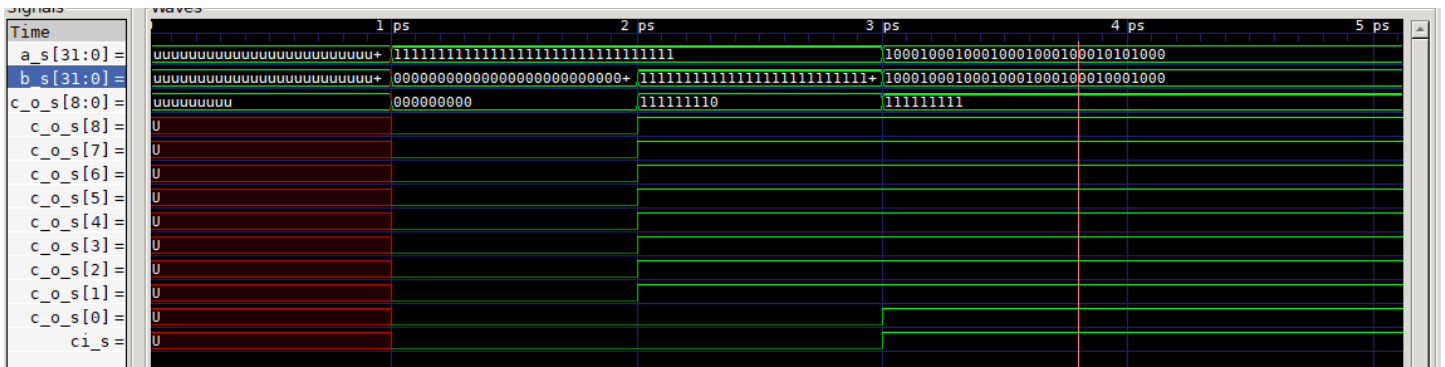 Signals Waves
Time 1 ps 2 ps 3 ps 4 ps 5 ps
a_s[31:0]= uuuuuuuuuuuuuuuuuuuuuuuuu+ 11111111111111111111111111111111 10001000100010001000100010101000
b_s[31:0]= uuuuuuuuuuuuuuuuuuuuuuuuu+ 00000000000000000000000000+ 11111111111111111111111111+ 10001000100010001000100010001000
c_o_s[8:0]= uuuuuuuuu 000000000 111111110 111111111
c_o_s[8]= U
c_o_s[7]= U
c_o_s[6]= U
c_o_s[5]= U
c_o_s[4]= U
c_o_s[3]= U
c_o_s[2]= U
c_o_s[1]= U
c_o_s[0]= U
ci_s= U